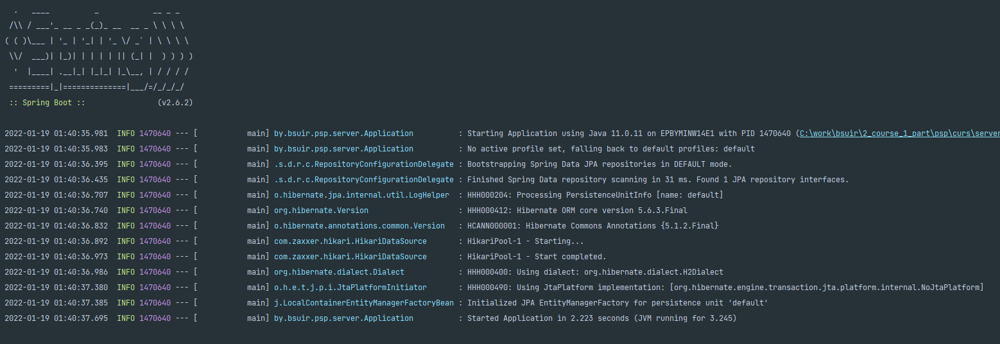 .   ____          _            __ _ _
 /\\ / ___'_ __ _ _(_)_ __  __ _ \ \ \ \
( ( )\___ | '_ | '_| | '_ \/ _` | \ \ \ \
 \\/  ___)| |_)| | | | | || (_| |  ) ) ) )
  '  |____| .__|_| |_|_| |_\__, | / / / /
 =========|_|==============|___/=/_/_/_/
 :: Spring Boot ::                (v2.6.2)
2022-01-19 01:40:35.981  INFO 1470640 --- [           main] by.bsuir.psp.server.Application          : Starting Application using Java 11.0.11 on EPBYMINW14E1 with PID 1470640 (C:\work\bsuir\2_course_1_part\psp\curs\server
2022-01-19 01:40:35.983  INFO 1470640 --- [           main] by.bsuir.psp.server.Application          : No active profile set, falling back to default profiles: default
2022-01-19 01:40:36.395  INFO 1470640 --- [           main] .s.d.r.c.RepositoryConfigurationDelegate : Bootstrapping Spring Data JPA repositories in DEFAULT mode.
2022-01-19 01:40:36.435  INFO 1470640 --- [           main] .s.d.r.c.RepositoryConfigurationDelegate : Finished Spring Data repository scanning in 31 ms. Found 1 JPA repository interfaces.
2022-01-19 01:40:36.707  INFO 1470640 --- [           main] o.hibernate.jpa.internal.util.LogHelper  : HHH000204: Processing PersistenceUnitInfo [name: default]
2022-01-19 01:40:36.740  INFO 1470640 --- [           main] org.hibernate.Version                    : HHH000412: Hibernate ORM core version 5.6.3.Final
2022-01-19 01:40:36.832  INFO 1470640 --- [           main] o.hibernate.annotations.common.Version   : HCANN000001: Hibernate Commons Annotations {5.1.2.Final}
2022-01-19 01:40:36.892  INFO 1470640 --- [           main] com.zaxxer.hikari.HikariDataSource       : HikariPool-1 - Starting...
2022-01-19 01:40:36.973  INFO 1470640 --- [           main] com.zaxxer.hikari.HikariDataSource       : HikariPool-1 - Start completed.
2022-01-19 01:40:36.986  INFO 1470640 --- [           main] org.hibernate.dialect.Dialect            : HHH000400: Using dialect: org.hibernate.dialect.H2Dialect
2022-01-19 01:40:37.380  INFO 1470640 --- [           main] o.h.e.t.j.p.i.JtaPlatformInitiator       : HHH000490: Using JtaPlatform implementation: [org.hibernate.engine.transaction.jta.platform.internal.NoJtaPlatform]
2022-01-19 01:40:37.385  INFO 1470640 --- [           main] j.LocalContainerEntityManagerFactoryBean : Initialized JPA EntityManagerFactory for persistence unit 'default'
2022-01-19 01:40:37.695  INFO 1470640 --- [           main] by.bsuir.psp.server.Application          : Started Application in 2.223 seconds (JVM running for 3.245)